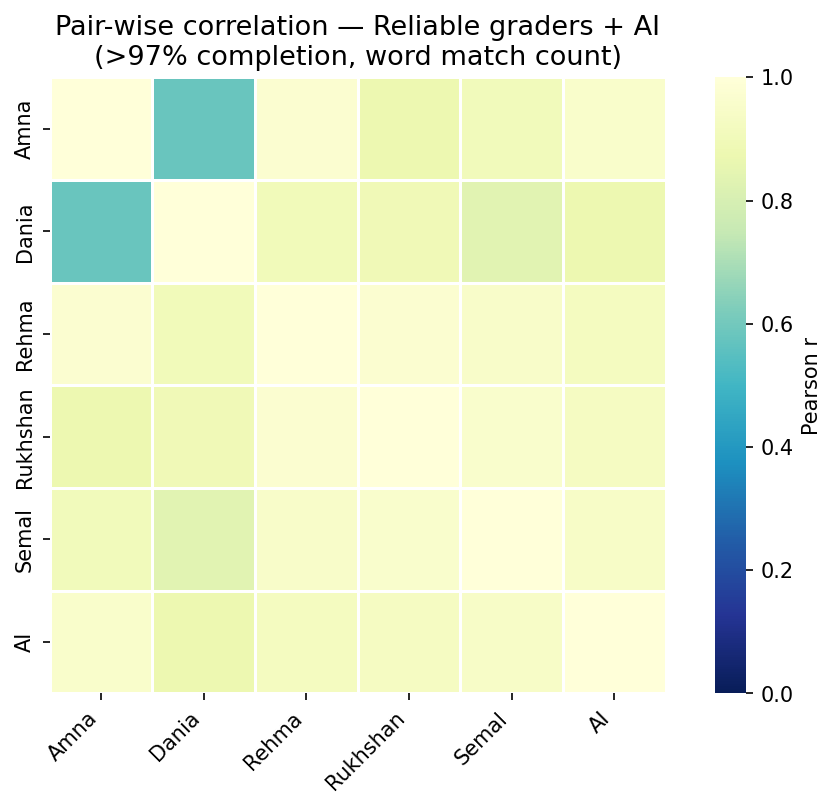 Pair-wise correlation — Reliable graders + AI
(>97% completion, word match count)
Amna
Dania
Rehma
Rukhshan
Semal
AI
Amna
Dania
Rehma
Rukhshan
Semal
AI
1.0
0.8
0.6
0.4
0.2
0.0
Pearson r